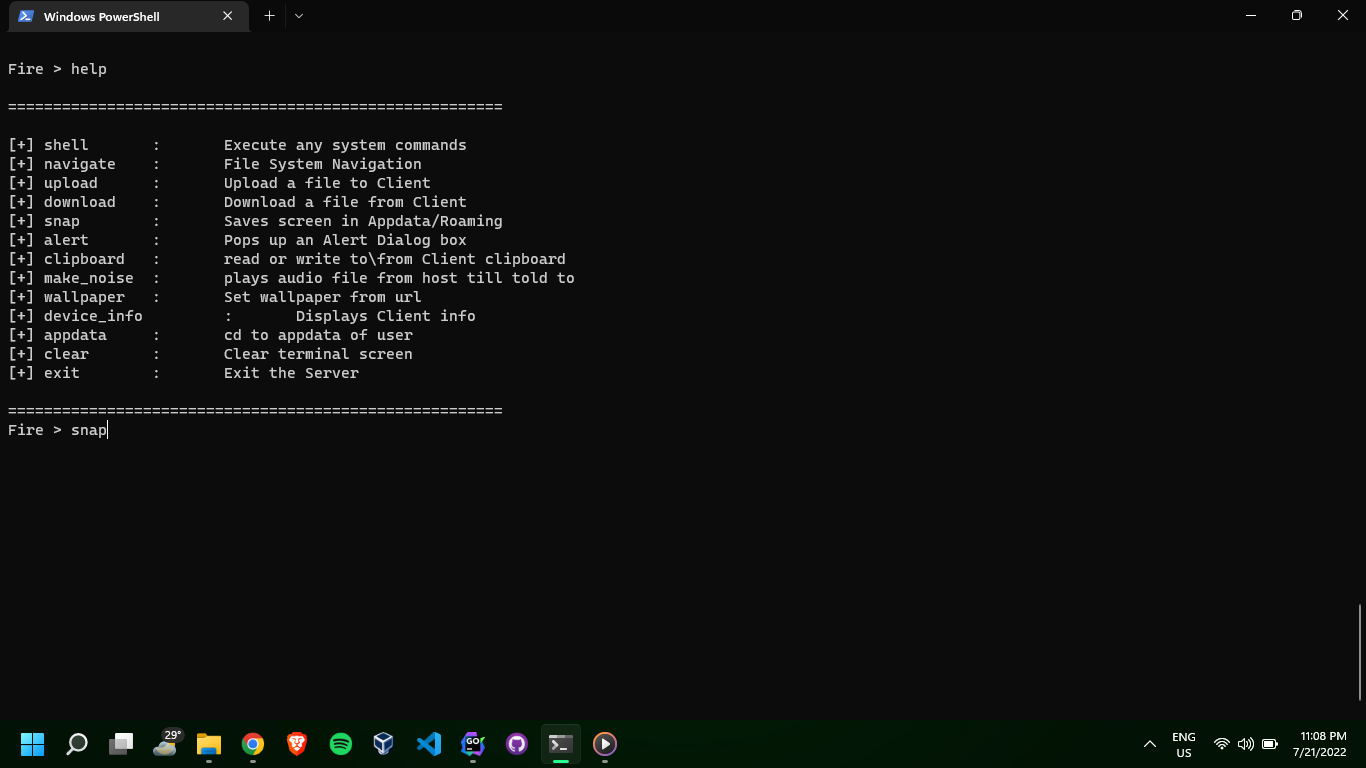 Windows PowerShell
Fire > help
=======================================================
[+] shell : Execute any system commands
[+] navigate : File System Navigation
[+] upload : Upload a file to Client
[+] download : Download a file from Client
[+] snap : Saves screen in Appdata/Roaming
[+] alert : Pops up an Alert Dialog box
[+] clipboard : read or write to\from Client clipboard
[+] make_noise : plays audio file from host till told to
[+] wallpaper : Set wallpaper from url
[+] device_info : Displays Client info
[+] appdata : cd to appdata of user
[+] clear : Clear terminal screen
[+] exit : Exit the Server
=======================================================
Fire > snap
29°
GO
ENG
US
11:08 PM
7/21/2022